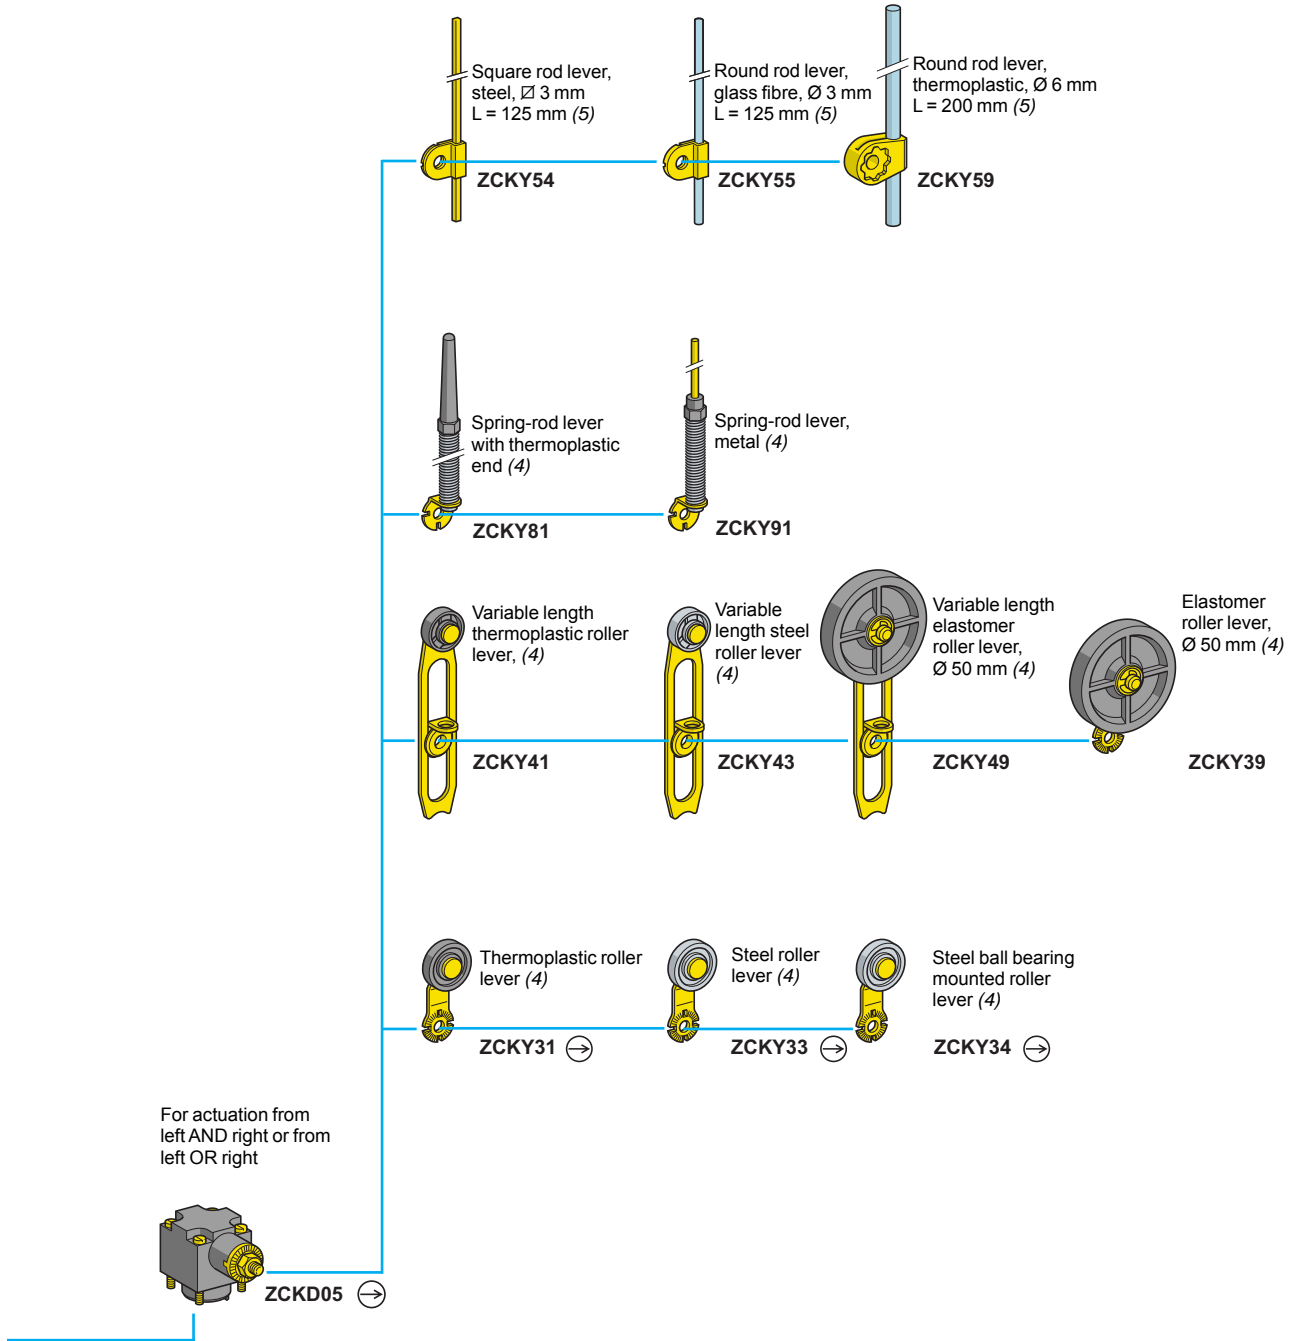 Square rod lever,
steel, ⌷ 3 mm
L = 125 mm (5)
ZCKY54
Round rod lever,
glass fibre, Ø 3 mm
L = 125 mm (5)
ZCKY55
Round rod lever,
thermoplastic, Ø 6 mm
L = 200 mm (5)
ZCKY59
Spring-rod lever
with thermoplastic
end (4)
ZCKY81
Spring-rod lever,
metal (4)
ZCKY91
Variable length
thermoplastic roller
lever, (4)
ZCKY41
Variable
length steel
roller lever
(4)
ZCKY43
Variable length
elastomer
roller lever,
Ø 50 mm (4)
ZCKY49
Elastomer
roller lever,
Ø 50 mm (4)
ZCKY39
Thermoplastic roller
lever (4)
ZCKY31
Steel roller
lever (4)
ZCKY33
Steel ball bearing
mounted roller
lever (4)
ZCKY34
For actuation from
left AND right or from
left OR right
ZCKD05